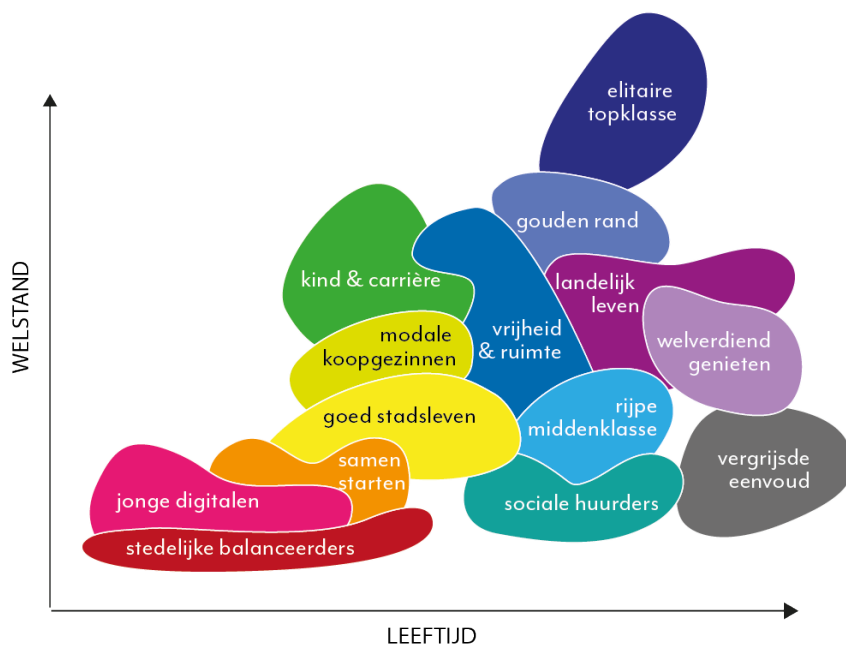 elitaire
topklasse
gouden rand
kind & carrière
landelijk
leven
vrijheid
& ruimte
modale
koopgezinnen
welverdiend
genieten
goed stadsleven
rijpe
middenklasse
samen
starten
jonge digitalen
sociale huurders
vergrijsde
eenvoud
stedelijke balanceerders
WELSTAND
LEEFTIJD